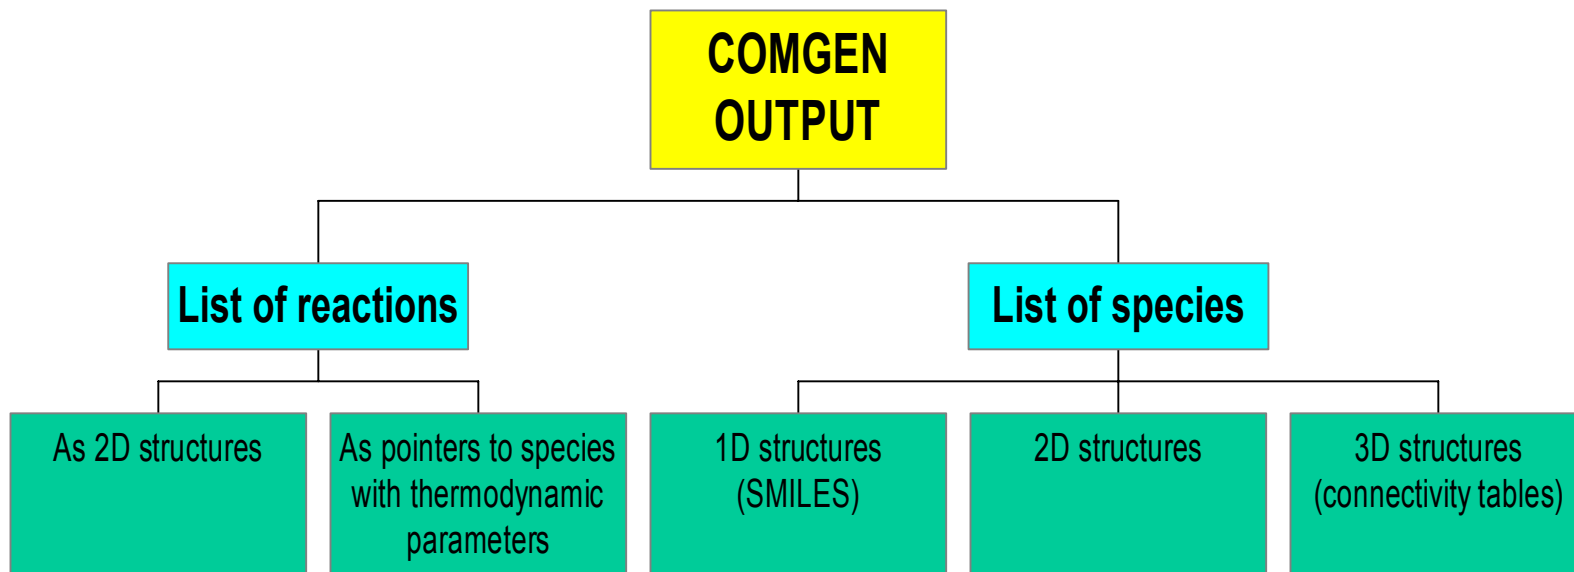 COMGEN
OUTPUT
List of reactions
List of species
As 2D structures
As pointers to species
with thermodynamic
parameters
1D structures
(SMILES)
2D structures
3D structures
(connectivity tables)